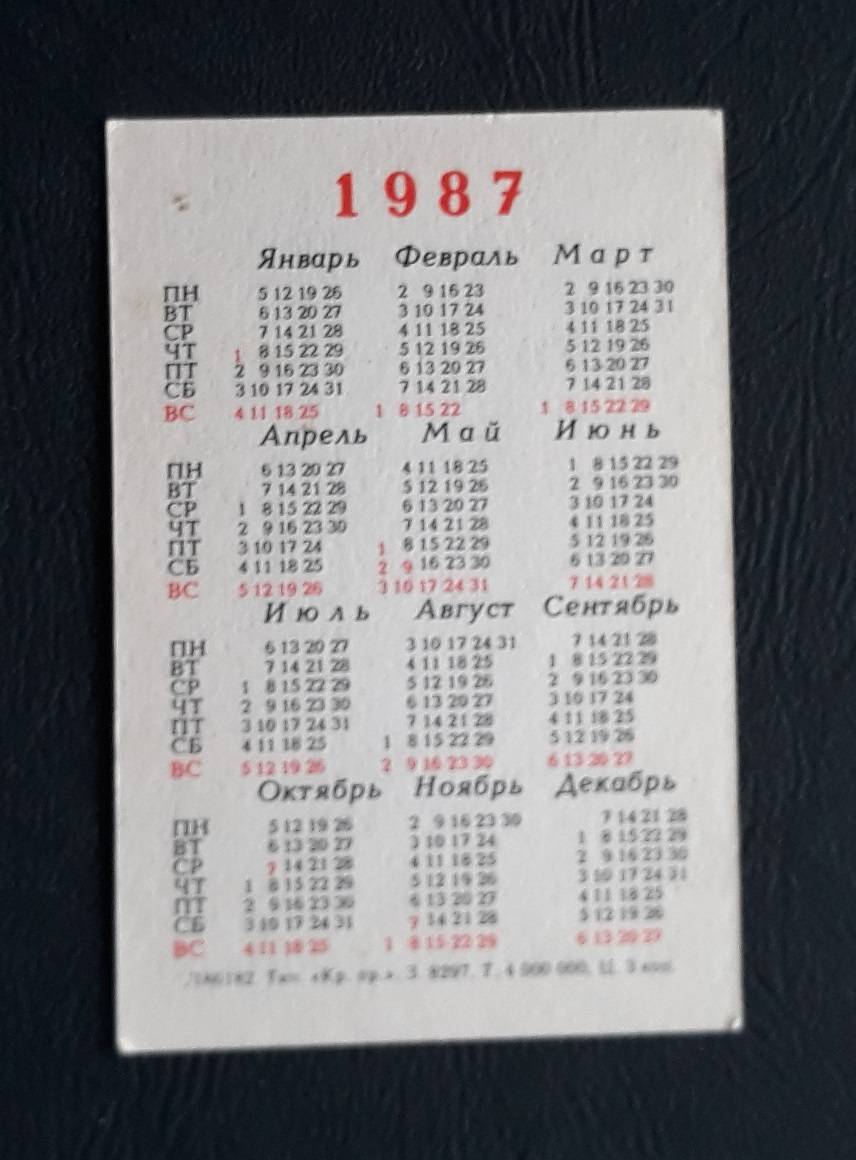 1987
Январь Февраль Март
ПН 5 12 19 26 2 9 16 23 2 9 16 23 30
ВТ 6 13 20 27 3 10 17 24 3 10 17 24 31
СР 7 14 21 28 4 11 18 25 4 11 18 25
ЧТ 1 8 15 22 29 5 12 19 26 5 12 19 26
ПТ 2 9 16 23 30 6 13 20 27 6 13 20 27
СБ 3 10 17 24 31 7 14 21 28 7 14 21 28
ВС 4 11 18 25 1 8 15 22 1 8 15 22 29
Апрель Май Июнь
ПН 6 13 20 27 4 11 18 25 1 8 15 22 29
ВТ 7 14 21 28 5 12 19 26 2 9 16 23 30
СР 1 8 15 22 29 6 13 20 27 3 10 17 24
ЧТ 2 9 16 23 30 7 14 21 28 4 11 18 25
ПТ 3 10 17 24 1 8 15 22 29 5 12 19 26
СБ 4 11 18 25 2 9 16 23 30 6 13 20 27
ВС 5 12 19 26 3 10 17 24 31 7 14 21 28
Июль Август Сентябрь
ПН 6 13 20 27 3 10 17 24 31 7 14 21 28
ВТ 7 14 21 28 4 11 18 25 1 8 15 22 29
СР 1 8 15 22 29 5 12 19 26 2 9 16 23 30
ЧТ 2 9 16 23 30 6 13 20 27 3 10 17 24
ПТ 3 10 17 24 31 7 14 21 28 4 11 18 25
СБ 4 11 18 25 1 8 15 22 29 5 12 19 26
ВС 5 12 19 26 2 9 16 23 30 6 13 20 27
Октябрь Ноябрь Декабрь
ПН 5 12 19 26 2 9 16 23 30 7 14 21 28
ВТ 6 13 20 27 3 10 17 24 1 8 15 22 29
СР 7 14 21 28 4 11 18 25 2 9 16 23 30
ЧТ 1 8 15 22 29 5 12 19 26 3 10 17 24 31
ПТ 2 9 16 23 30 6 13 20 27 4 11 18 25
СБ 3 10 17 24 31 7 14 21 28 5 12 19 26
ВС 4 11 18 25 1 8 15 22 29 6 13 20 27
Тип. «Кр. пр.». З. 8297. Т. 4 000 000. Ц. 3 коп.